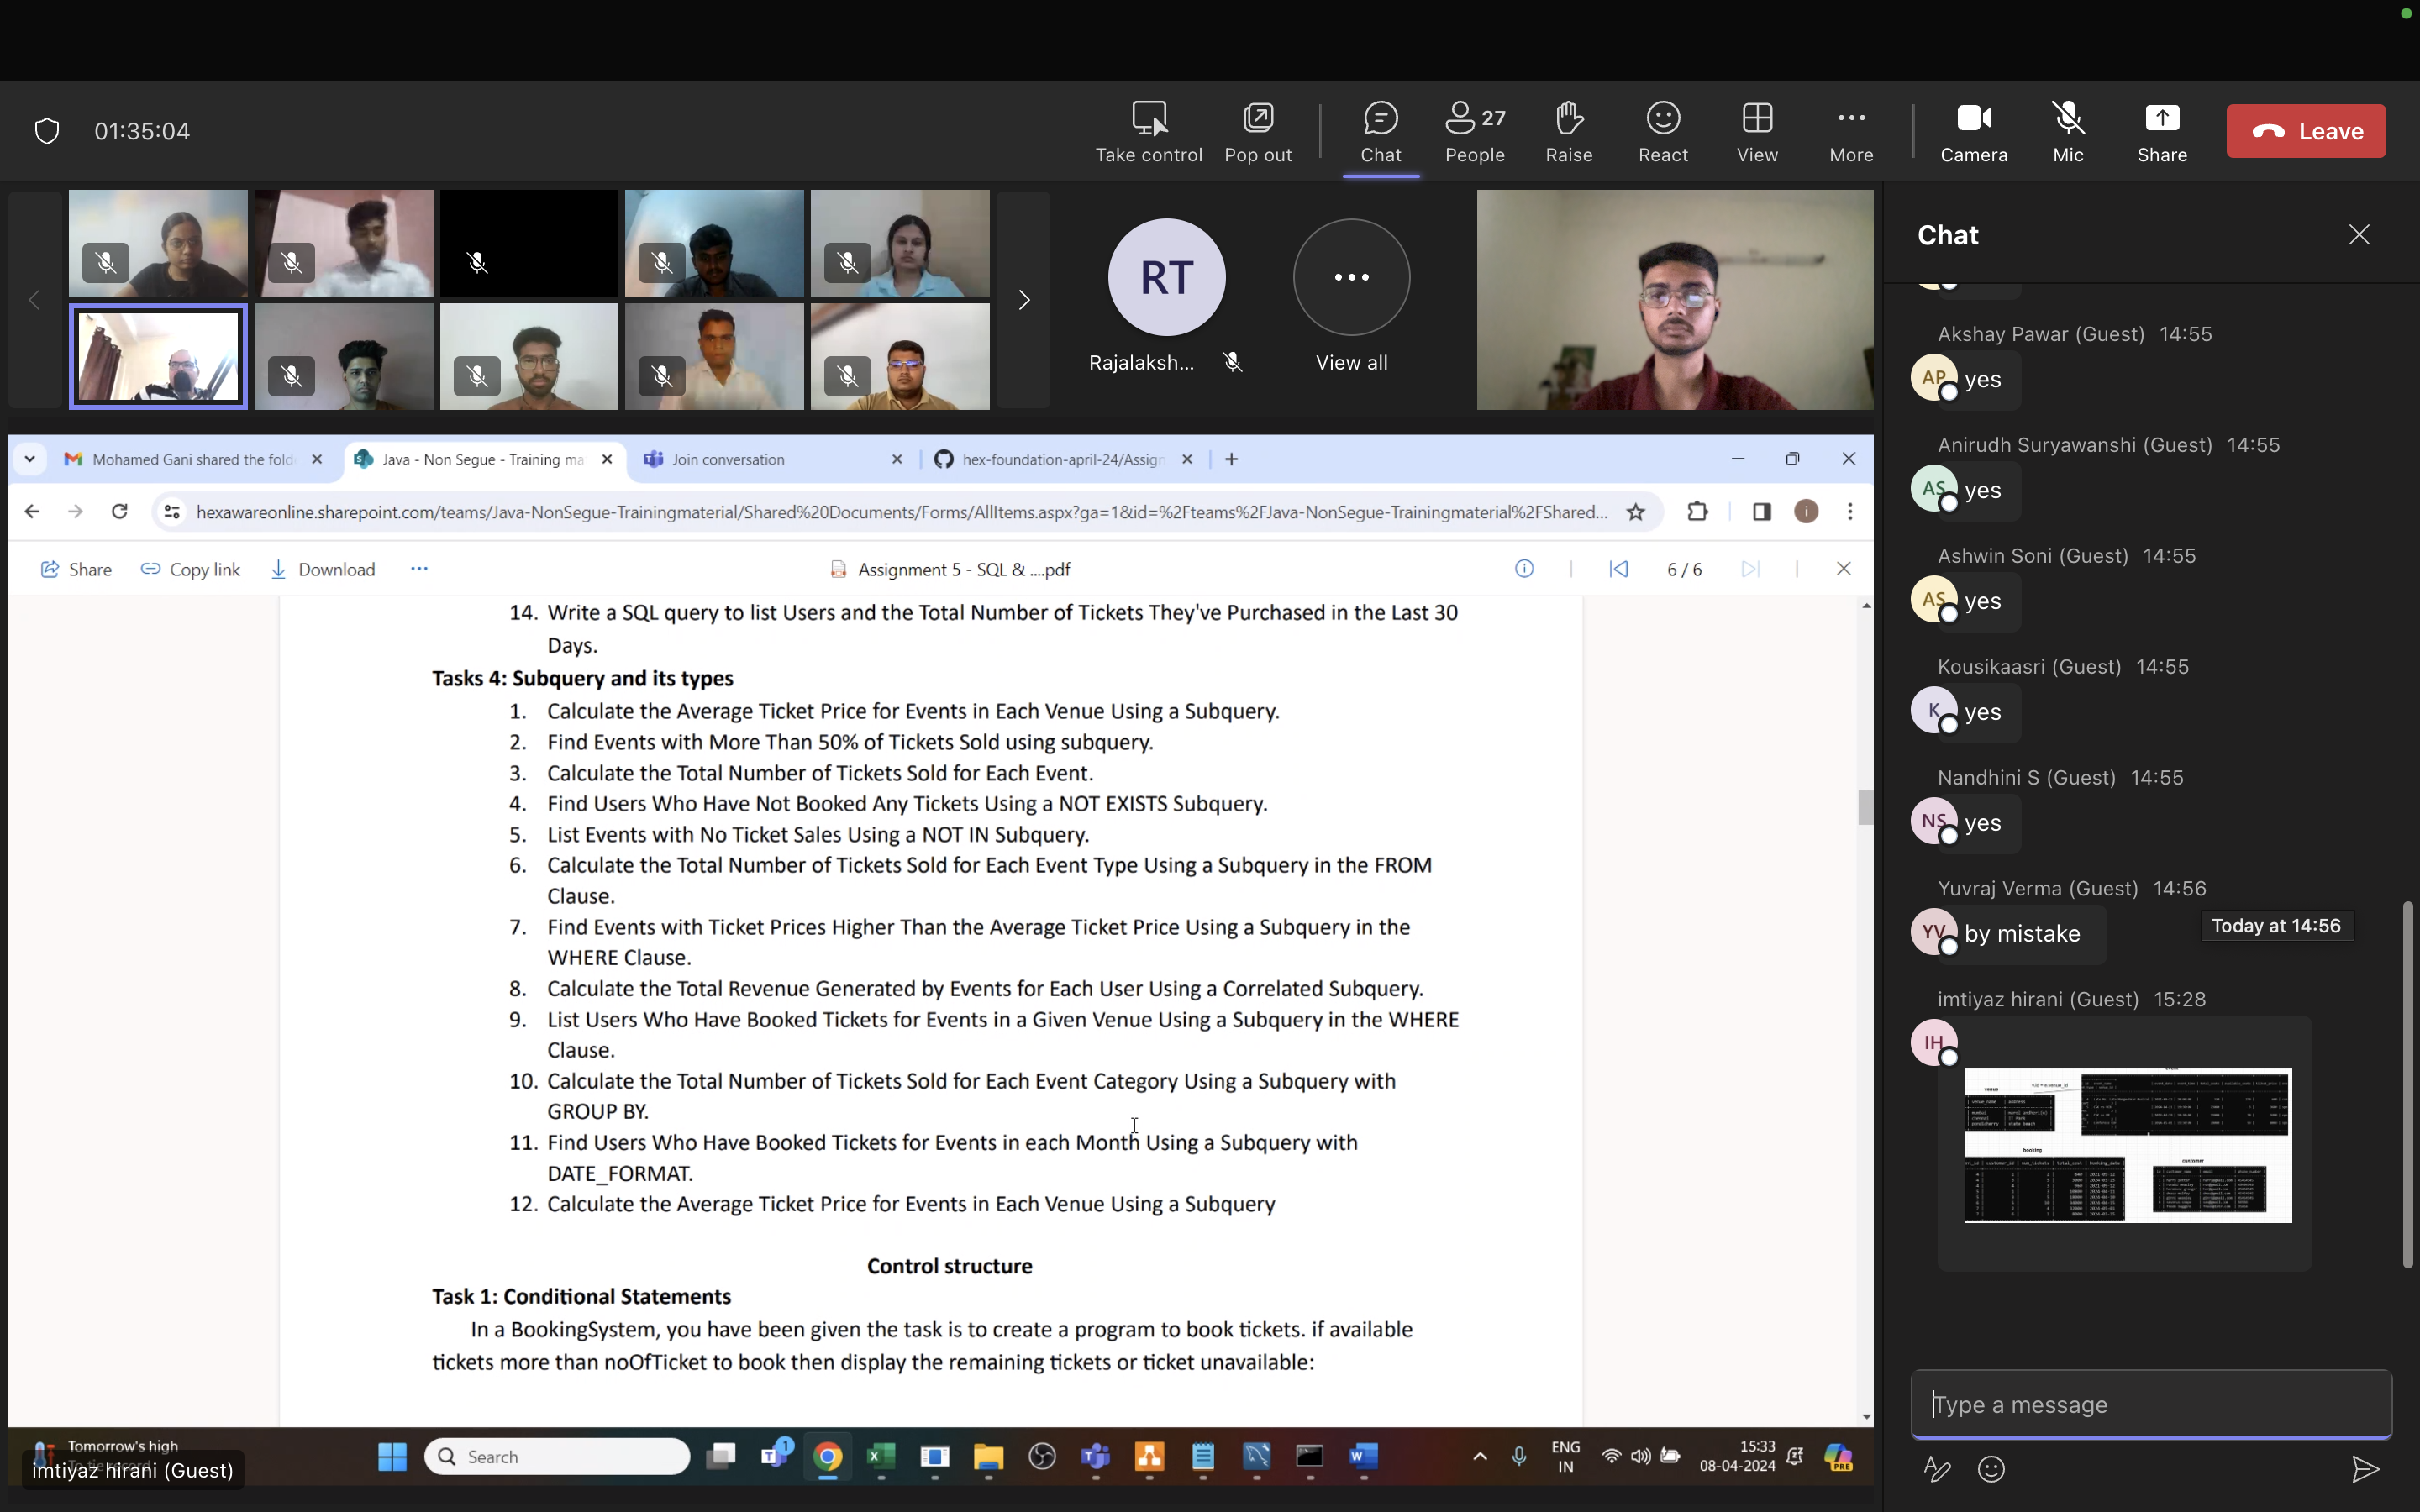 01:35:04
Take control
Pop out
Chat
27
People
Raise
React
View
More
Camera
Mic
Share
Leave
RT
Rajalaksh...
View all
Mohamed Gani shared the fold
Java - Non Segue - Training ma
Join conversation
hex-foundation-april-24/Assign
hexawareonline.sharepoint.com/teams/Java-NonSegue-Trainingmaterial/Shared%20Documents/Forms/AllItems.aspx?ga=1&id=%2Fteams%2FJava-NonSegue-Trainingmaterial%2FShared...
i
Share
Copy link
Download
Assignment 5 - SQL & ....pdf
6 / 6
14. Write a SQL query to list Users and the Total Number of Tickets They've Purchased in the Last 30
Days.
Tasks 4: Subquery and its types
1. Calculate the Average Ticket Price for Events in Each Venue Using a Subquery.
2. Find Events with More Than 50% of Tickets Sold using subquery.
3. Calculate the Total Number of Tickets Sold for Each Event.
4. Find Users Who Have Not Booked Any Tickets Using a NOT EXISTS Subquery.
5. List Events with No Ticket Sales Using a NOT IN Subquery.
6. Calculate the Total Number of Tickets Sold for Each Event Type Using a Subquery in the FROM
Clause.
7. Find Events with Ticket Prices Higher Than the Average Ticket Price Using a Subquery in the
WHERE Clause.
8. Calculate the Total Revenue Generated by Events for Each User Using a Correlated Subquery.
9. List Users Who Have Booked Tickets for Events in a Given Venue Using a Subquery in the WHERE
Clause.
10. Calculate the Total Number of Tickets Sold for Each Event Category Using a Subquery with
GROUP BY.
11. Find Users Who Have Booked Tickets for Events in each Month Using a Subquery with
DATE_FORMAT.
12. Calculate the Average Ticket Price for Events in Each Venue Using a Subquery
Control structure
Task 1: Conditional Statements
In a BookingSystem, you have been given the task is to create a program to book tickets. if available
tickets more than noOfTicket to book then display the remaining tickets or ticket unavailable:
Tomorrow's high
imtiyaz hirani (Guest)
Search
1
ENG
IN
15:33
08-04-2024
PRE
Chat
Akshay Pawar (Guest) 14:55
AP
yes
Anirudh Suryawanshi (Guest) 14:55
AS
yes
Ashwin Soni (Guest) 14:55
AS
yes
Kousikaasri (Guest) 14:55
K
yes
Nandhini S (Guest) 14:55
NS
yes
Yuvraj Verma (Guest) 14:56
YV
by mistake
Today at 14:56
imtiyaz hirani (Guest) 15:28
IH
venue
booking
customer
Type a message